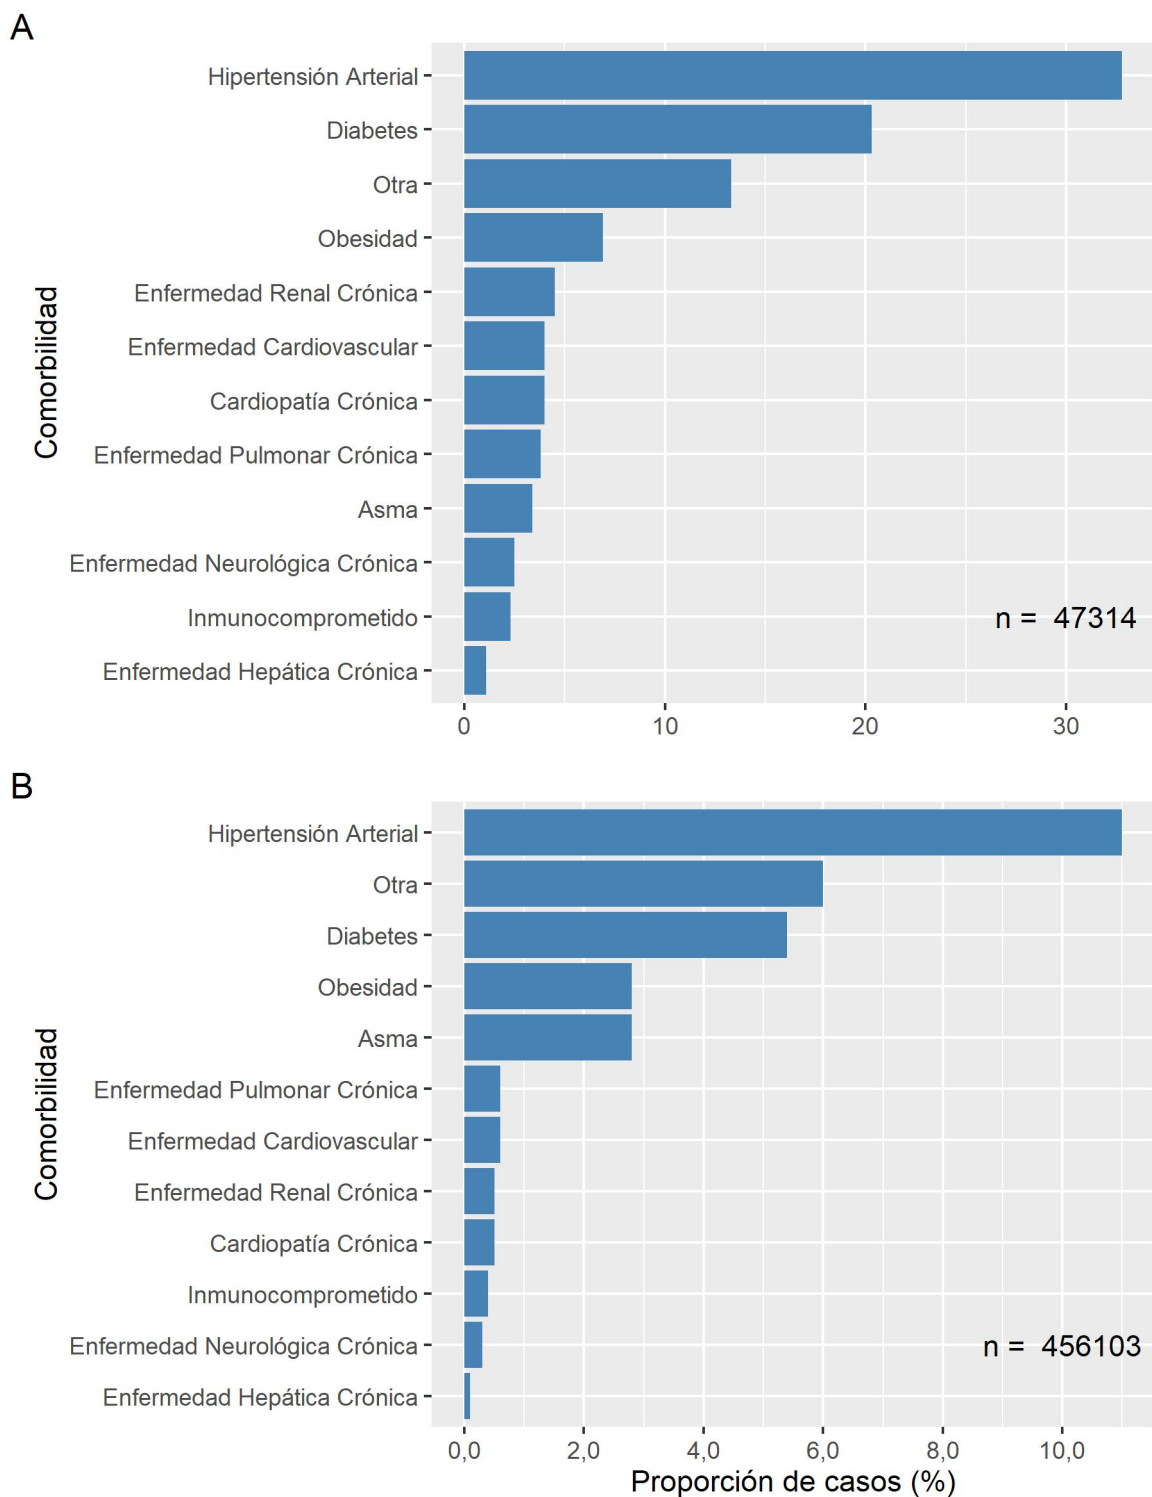 A
Hipertensión Arterial
Diabetes
Otra
Obesidad
Enfermedad Renal Crónica
Enfermedad Cardiovascular
Cardiopatía Crónica
Enfermedad Pulmonar Crónica
Asma
Enfermedad Neurológica Crónica
Inmunocomprometido
Enfermedad Hepática Crónica
Comorbilidad
n = 47314
0 10 20 30
B
Hipertensión Arterial
Otra
Diabetes
Obesidad
Asma
Enfermedad Pulmonar Crónica
Enfermedad Cardiovascular
Enfermedad Renal Crónica
Cardiopatía Crónica
Inmunocomprometido
Enfermedad Neurológica Crónica
Enfermedad Hepática Crónica
Comorbilidad
n = 456103
0,0 2,0 4,0 6,0 8,0 10,0
Proporción de casos (%)